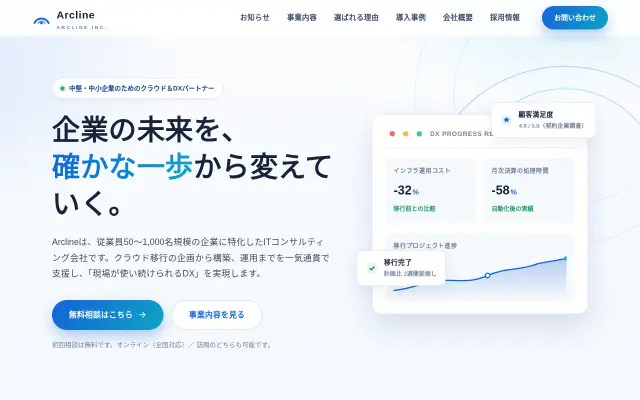 Arcline
ARCLINE INC.
お知らせ
事業内容
選ばれる理由
導入事例
会社概要
採用情報
お問い合わせ
中堅・中小企業のためのクラウド＆DXパートナー
企業の未来を、
確かな一歩から変えて
いく。
Arclineは、従業員50〜1,000名規模の企業に特化したITコンサルティ
ング会社です。クラウド移行の企画から構築、運用までを一気通貫で
支援し、「現場が使い続けられるDX」を実現します。
無料相談はこちら →
事業内容を見る
初回相談は無料です。オンライン（全国対応）／ 訪問のどちらも可能です。
顧客満足度
4.8 / 5.0（契約企業調査）
DX PROGRESS RE
インフラ運用コスト
-32%
移行前との比較
月次決算の処理時間
-58%
自動化後の実績
移行プロジェクト進捗
移行完了
計画比 2週間前倒し